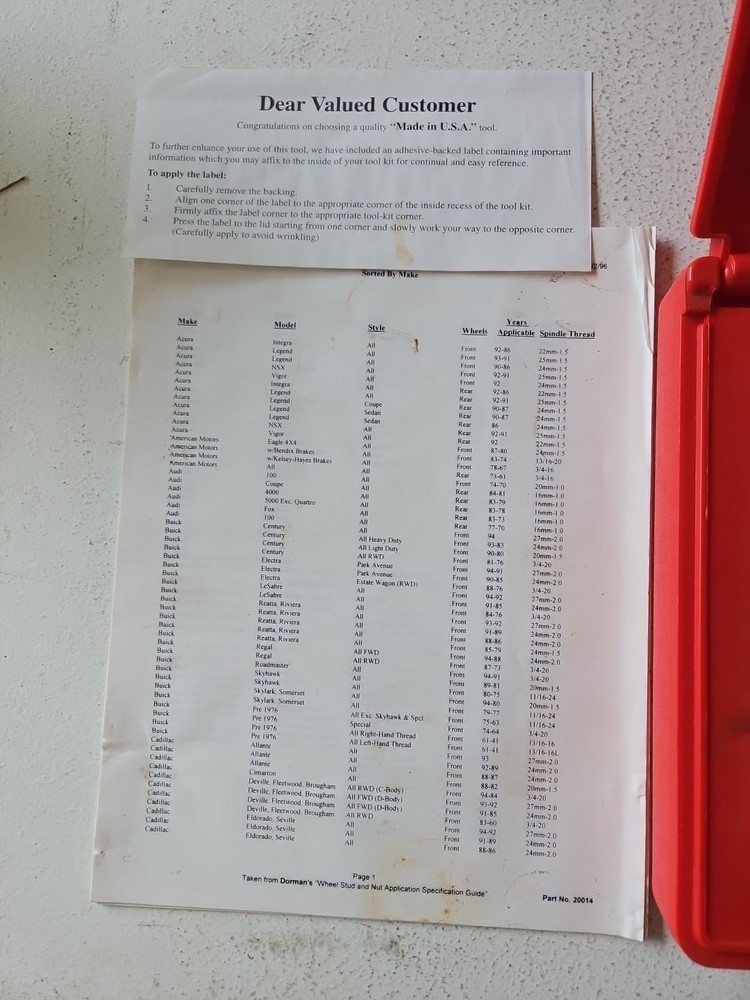 Dear Valued Customer
Congratulations on choosing a quality "Made in U.S.A." tool.
To further enhance your use of this tool, we have included an adhesive-backed label containing important
information which you may affix to the inside of your tool kit for continual and easy reference.
To apply the label:
1. Carefully remove the backing.
2. Align one corner of the label to the appropriate corner of the inside recess of the tool kit.
3. Firmly affix the label corner to the appropriate tool-kit corner.
4. Press the label to the lid starting from one corner and slowly work your way to the opposite corner.
(Carefully apply to avoid wrinkling)
2/96
Sorted By Make
Years
Make Model Style Wheels Applicable Spindle Thread
Acura Integra All Front 92-86 22mm-1.5
Acura Legend All Front 93-91 25mm-1.5
Acura Legend All Front 90-86 24mm-1.5
Acura NSX All Front 92-91 25mm-1.5
Acura Vigor All Front 92 24mm-1.5
Acura Integra All Rear 92-86 22mm-1.5
Acura Legend All Rear 92-91 25mm-1.5
Acura Legend Coupe Rear 90-87 24mm-1.5
Acura Legend Sedan Rear 90-87 24mm-1.5
Acura Legend All Rear 86 24mm-1.5
Acura NSX All Rear 92-91 25mm-1.5
Acura Vigor All Rear 92 22mm-1.5
American Motors Eagle 4X4 All Front 87-80 24mm-1.5
American Motors w/Bendix Brakes All Front 83-74 13/16-20
American Motors w/Kelsey-Hayes Brakes All Front 78-67 3/4-16
American Motors All All Rear 73-61 3/4-16
Audi 100 All Front 74-70 20mm-1.0
Audi Coupe All Rear 84-81 16mm-1.0
Audi 4000 All Rear 83-79 16mm-1.0
Audi 5000 Exc. Quattro All Rear 83-78 16mm-1.0
Audi Fox All Rear 83-73 16mm-1.0
Audi 100 All Rear 77-70 16mm-1.0
Buick Century All Front 94 27mm-2.0
Buick Century All Heavy Duty Front 93-83 24mm-2.0
Buick Century All Light Duty Front 90-80 20mm-1.5
Buick Century All RWD Front 81-76 3/4-20
Buick Electra Park Avenue Front 94-91 27mm-2.0
Buick Electra Park Avenue Front 90-85 24mm-2.0
Buick Electra Estate Wagon (RWD) Front 88-76 3/4-20
Buick LeSabre All Front 94-92 27mm-2.0
Buick LeSabre All Front 91-85 24mm-2.0
Buick LeSabre All Front 84-76 3/4-20
Buick Reatta, Riviera All Front 93-92 27mm-2.0
Buick Reatta, Riviera All Front 91-89 24mm-2.0
Buick Reatta, Riviera All Front 88-86 24mm-2.0
Buick Reatta, Riviera All Front 85-79 24mm-1.5
Buick Regal All FWD Front 94-88 24mm-2.0
Buick Regal All RWD Front 87-73 3/4-20
Buick Roadmaster All Front 94-91 3/4-20
Buick Skyhawk All Front 89-81 20mm-1.5
Buick Skyhawk All Front 80-75 11/16-24
Buick Skylark, Somerset All Front 94-80 20mm-1.5
Buick Skylark, Somerset All Front 79-77 11/16-24
Buick Pre 1976 All Exc. Skyhawk & Spcl. Front 75-63 11/16-24
Buick Pre 1976 Special Front 74-64 3/4-20
Buick Pre 1976 All Right-Hand Thread Front 61-41 13/16-16
Buick Pre 1976 All Left-Hand Thread Front 61-41 13/16-16L
Cadillac Allante All Front 93 27mm-2.0
Cadillac Allante All Front 92-89 24mm-2.0
Cadillac Allante All Front 88-87 24mm-2.0
Cadillac Cimarron All Front 88-82 20mm-1.5
Cadillac Deville, Fleetwood, Brougham All RWD (C-Body) Front 94-84 3/4-20
Cadillac Deville, Fleetwood, Brougham All FWD (D-Body) Front 93-92 27mm-2.0
Cadillac Deville, Fleetwood, Brougham All FWD (D-Body) Front 91-85 24mm-2.0
Cadillac Deville, Fleetwood, Brougham All RWD Front 83-60 3/4-20
Cadillac Eldorado, Seville All Front 94-92 27mm-2.0
Cadillac Eldorado, Seville All Front 91-89 24mm-2.0
Cadillac Eldorado, Seville All Front 88-86 24mm-2.0
Page 1
Taken from Dorman's "Wheel Stud and Nut Application Specification Guide"
Part No. 20014